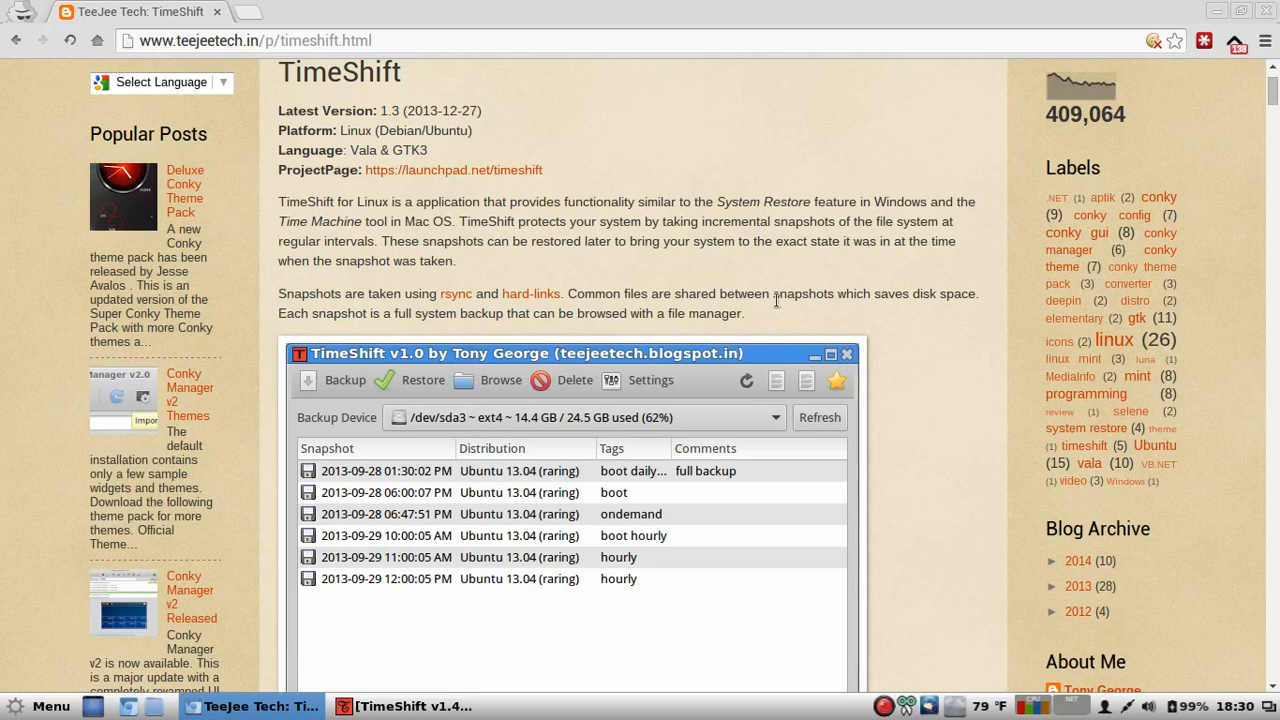 TeeJee Tech: TimeShift
www.teejeetech.in/p/timeshift.html
138
Select Language
Popular Posts
Deluxe
Conky
Theme
Pack
A new
Conky
theme pack has been
released by Jesse
Avalos . This is an
updated version of the
Super Conky Theme
Pack with more Conky
themes a...
Manager v2.0
Impor
Conky
Manager
v2
Themes
The
default
installation contains
only a few sample
widgets and themes.
Download the following
theme pack for more
themes. Official
Theme...
Conky
Manager
v2
Released
Conky
Manager
v2 is now available. This
is a major update with a
completely revamped UI
TimeShift
Latest Version: 1.3 (2013-12-27)
Platform: Linux (Debian/Ubuntu)
Language: Vala & GTK3
ProjectPage: https://launchpad.net/timeshift
TimeShift for Linux is a application that provides functionality similar to the System Restore feature in Windows and the
Time Machine tool in Mac OS. TimeShift protects your system by taking incremental snapshots of the file system at
regular intervals. These snapshots can be restored later to bring your system to the exact state it was in at the time
when the snapshot was taken.
Snapshots are taken using rsync and hard-links. Common files are shared between snapshots which saves disk space.
Each snapshot is a full system backup that can be browsed with a file manager.
TimeShift v1.0 by Tony George (teejeetech.blogspot.in)
Backup Restore Browse Delete Settings
Backup Device /dev/sda3 ~ ext4 ~ 14.4 GB / 24.5 GB used (62%) Refresh
Snapshot Distribution Tags Comments
2013-09-28 01:30:02 PM Ubuntu 13.04 (raring) boot daily... full backup
2013-09-28 06:00:07 PM Ubuntu 13.04 (raring) boot
2013-09-28 06:47:51 PM Ubuntu 13.04 (raring) ondemand
2013-09-29 10:00:05 AM Ubuntu 13.04 (raring) boot hourly
2013-09-29 11:00:05 AM Ubuntu 13.04 (raring) hourly
2013-09-29 12:00:05 PM Ubuntu 13.04 (raring) hourly
409,064
Labels
.NET (1) aptik (2) conky
(9) conky config (7)
conky gui (8) conky
manager (6) conky
theme (7) conky theme
pack (3) converter (3)
deepin (2) distro (2)
elementary (2) gtk (11)
icons (2) linux (26)
linux mint (3) luna (1)
MediaInfo (2) mint (8)
programming (8)
review (1) selene (2)
system restore (4) theme
(1) timeshift (5) Ubuntu
(15) vala (10) VB.NET
(1) video (3) Windows (1)
Blog Archive
► 2014 (10)
► 2013 (28)
► 2012 (4)
About Me
Tony George
Menu TeeJee Tech: Ti... [TimeShift v1.4... 79 °F CPU NET 99% 18:30